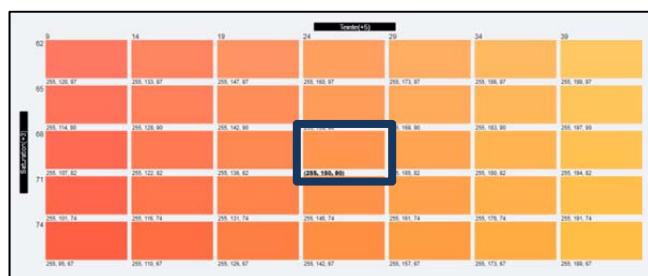 Teinte(+5)
9 14 19 24 29 34 39
62
255, 120, 97 255, 133, 97 255, 147, 97 255, 160, 97 255, 173, 97 255, 186, 97 255, 199, 97
65
255, 114, 90 255, 128, 90 255, 142, 90 255, 169, 90 255, 183, 90 255, 197, 90
Saturation(+3)
68
255, 107, 82 255, 122, 82 255, 136, 82 (255, 150, 80) 255, 165, 82 255, 180, 82 255, 194, 82
71
255, 101, 74 255, 116, 74 255, 131, 74 255, 146, 74 255, 161, 74 255, 176, 74 255, 191, 74
74
255, 95, 67 255, 110, 67 255, 126, 67 255, 142, 67 255, 157, 67 255, 173, 67